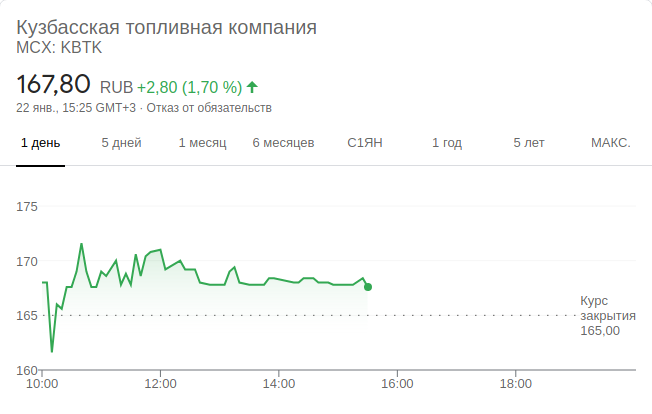 Кузбасская топливная компания
MCX: KBTK
167,80 RUB +2,80 (1,70 %)
22 янв., 15:25 GMT+3 · Отказ от обязательств
1 день 5 дней 1 месяц 6 месяцев С1ЯН 1 год 5 лет МАКС.
175
170
165
160
Курс
закрытия
165,00
10:00 12:00 14:00 16:00 18:00